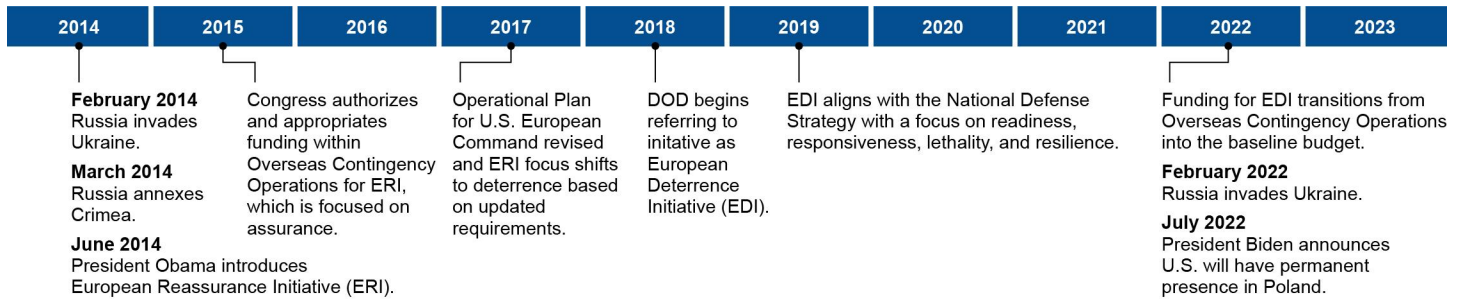 2014 2015 2016 2017 2018 2019 2020 2021 2022 2023
February 2014
Russia invades
Ukraine.
March 2014
Russia annexes
Crimea.
June 2014
President Obama introduces
European Reassurance Initiative (ERI).
Congress authorizes
and appropriates
funding within
Overseas Contingency
Operations for ERI,
which is focused on
assurance.
Operational Plan
for U.S. European
Command revised
and ERI focus shifts
to deterrence based
on updated
requirements.
DOD begins
referring to
initative as
European
Deterrence
Initiative (EDI).
EDI aligns with the National Defense
Strategy with a focus on readiness,
responsiveness, lethality, and resilience.
Funding for EDI transitions from
Overseas Contingency Operations
into the baseline budget.
February 2022
Russia invades Ukraine.
July 2022
President Biden announces
U.S. will have permanent
presence in Poland.